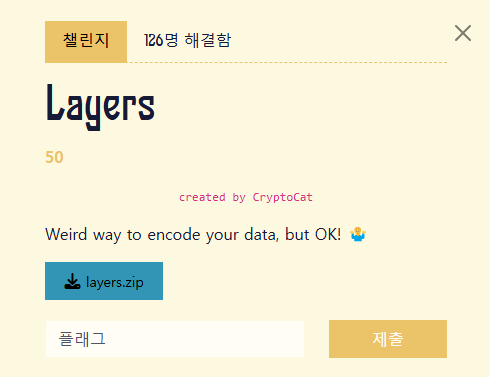 챌린지 126명 해결함
Layers
50
created by CryptoCat
Weird way to encode your data, but OK! 🤷
layers.zip
플래그 제출